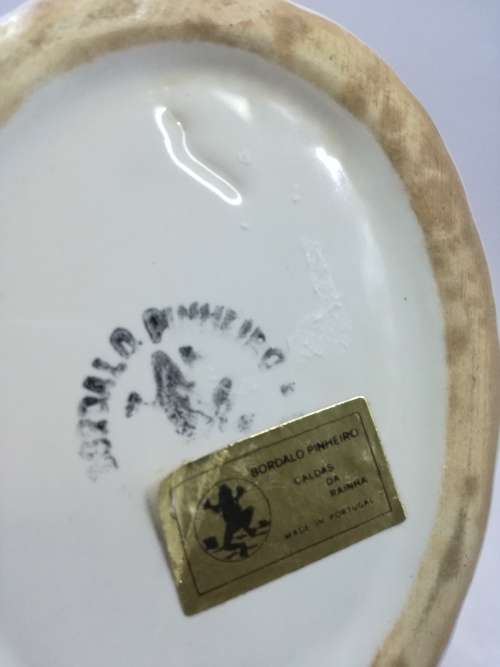 BORDALO PINHEIRO
BORDALO PINHEIRO
CALDAS
DA
RAINHA
MADE IN PORTUGAL